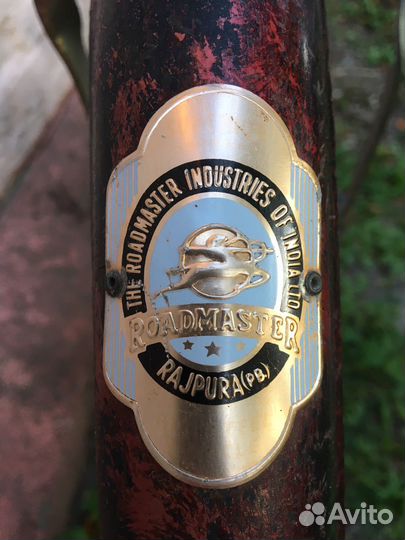 THE ROADMASTER INDUSTRIES OF INDIA LTD
ROADMASTER
RAJPURA (PB.)
Avito